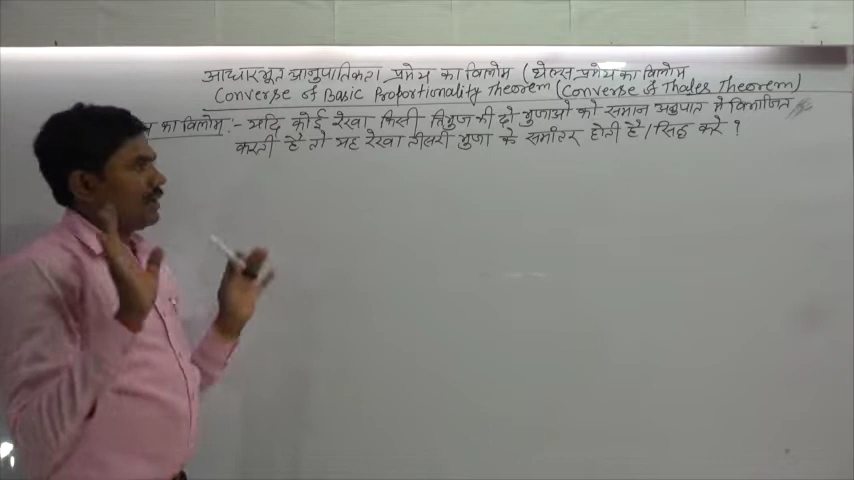 आधारभूत आनुपातिकता प्रमेय का विलोम (थेल्स प्रमेय का विलोम
Converse of Basic Proportionality Theorem (Converse of Thales Theorem)
का विलोम :- यदि कोई रेखा किसी त्रिभुज की दो भुजाओं को समान अनुपात में विभाजित
करती है तो यह रेखा तीसरी भुजा के समांतर होती है / सिद्ध करे ?